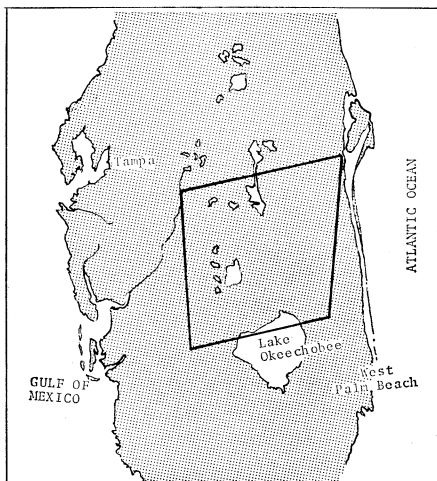 Tampa
ATLANTIC OCEAN
Lake
Okeechobee
West
Palm Beach
GULF OF
MEXICO